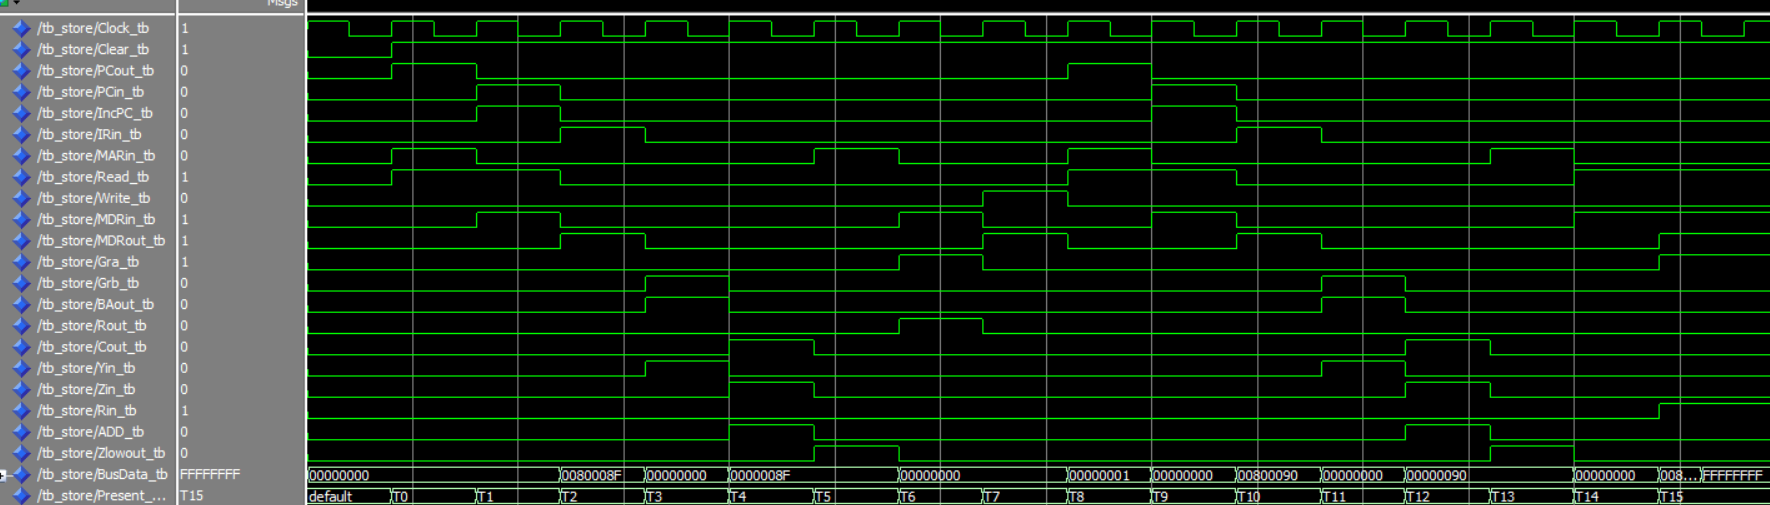 Msgs
/tb_store/Clock_tb 1
/tb_store/Clear_tb 1
/tb_store/PCout_tb 0
/tb_store/PCin_tb 0
/tb_store/IncPC_tb 0
/tb_store/IRin_tb 0
/tb_store/MARin_tb 0
/tb_store/Read_tb 1
/tb_store/Write_tb 0
/tb_store/MDRin_tb 1
/tb_store/MDRout_tb 1
/tb_store/Gra_tb 1
/tb_store/Grb_tb 0
/tb_store/BAout_tb 0
/tb_store/Rout_tb 0
/tb_store/Cout_tb 0
/tb_store/Yin_tb 0
/tb_store/Zin_tb 0
/tb_store/Rin_tb 1
/tb_store/ADD_tb 0
/tb_store/Zlowout_tb 0
/tb_store/BusData_tb FFFFFFFF 00000000 0080008F 00000000 0000008F 00000000 00000001 00000000 00800090 00000000 00000090 00000000 008... FFFFFFFF
/tb_store/Present_... T15 default T0 T1 T2 T3 T4 T5 T6 T7 T8 T9 T10 T11 T12 T13 T14 T15